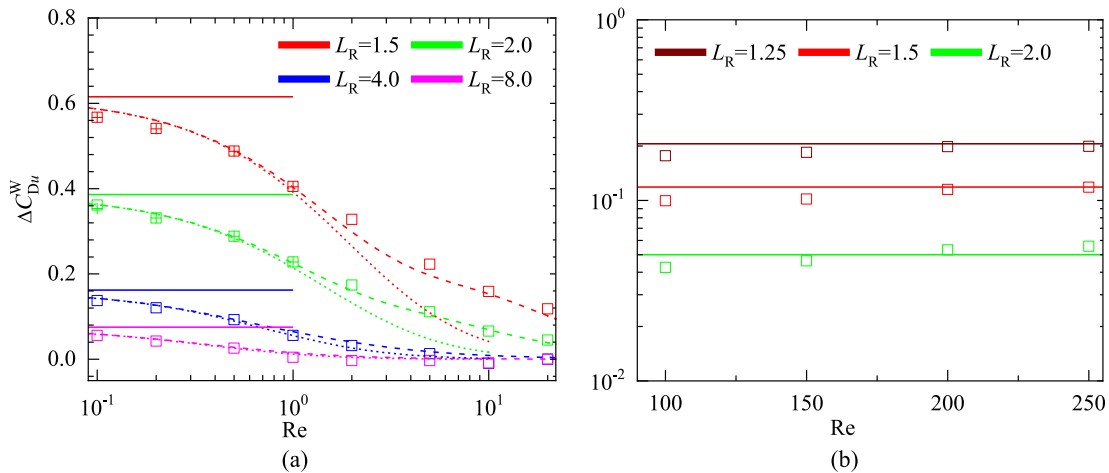 0.8
0.6
0.4
0.2
0.0
ΔC^W_Du
L_R=1.5 L_R=2.0
L_R=4.0 L_R=8.0
10^-1 10^0 10^1
Re
(a)
10^0
10^-1
10^-2
L_R=1.25 L_R=1.5 L_R=2.0
100 150 200 250
Re
(b)